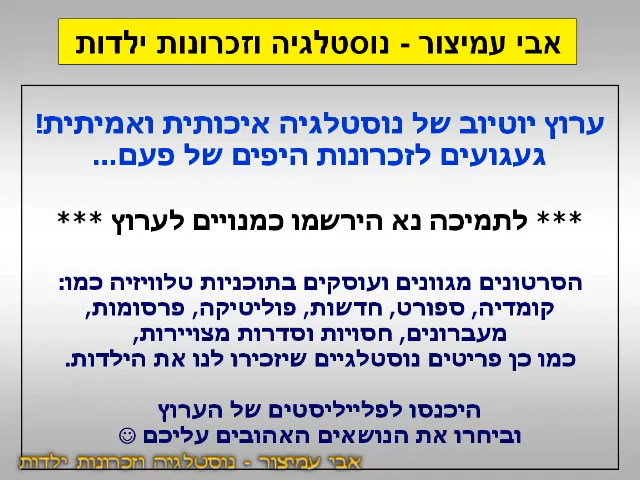 אבי עמיצור - נוסטלגיה וזכרונות ילדות
ערוץ יוטיוב של נוסטלגיה איכותית ואמיתית!
געגועים לזכרונות היפים של פעם...
*** לתמיכה נא הירשמו כמנויים לערוץ ***
הסרטונים מגוונים ועוסקים בתוכניות טלוויזיה כמו:
קומדיה, ספורט, חדשות, פוליטיקה, פרסומות,
מעברונים, חסויות וסדרות מצויירות,
כמו כן פריטים נוסטלגיים שיזכירו לנו את הילדות.
היכנסו לפלייליסטים של הערוץ
וביחרו את הנושאים האהובים עליכם ☺
אבי עמיצור - נוסטלגיה וזכרונות ילדות